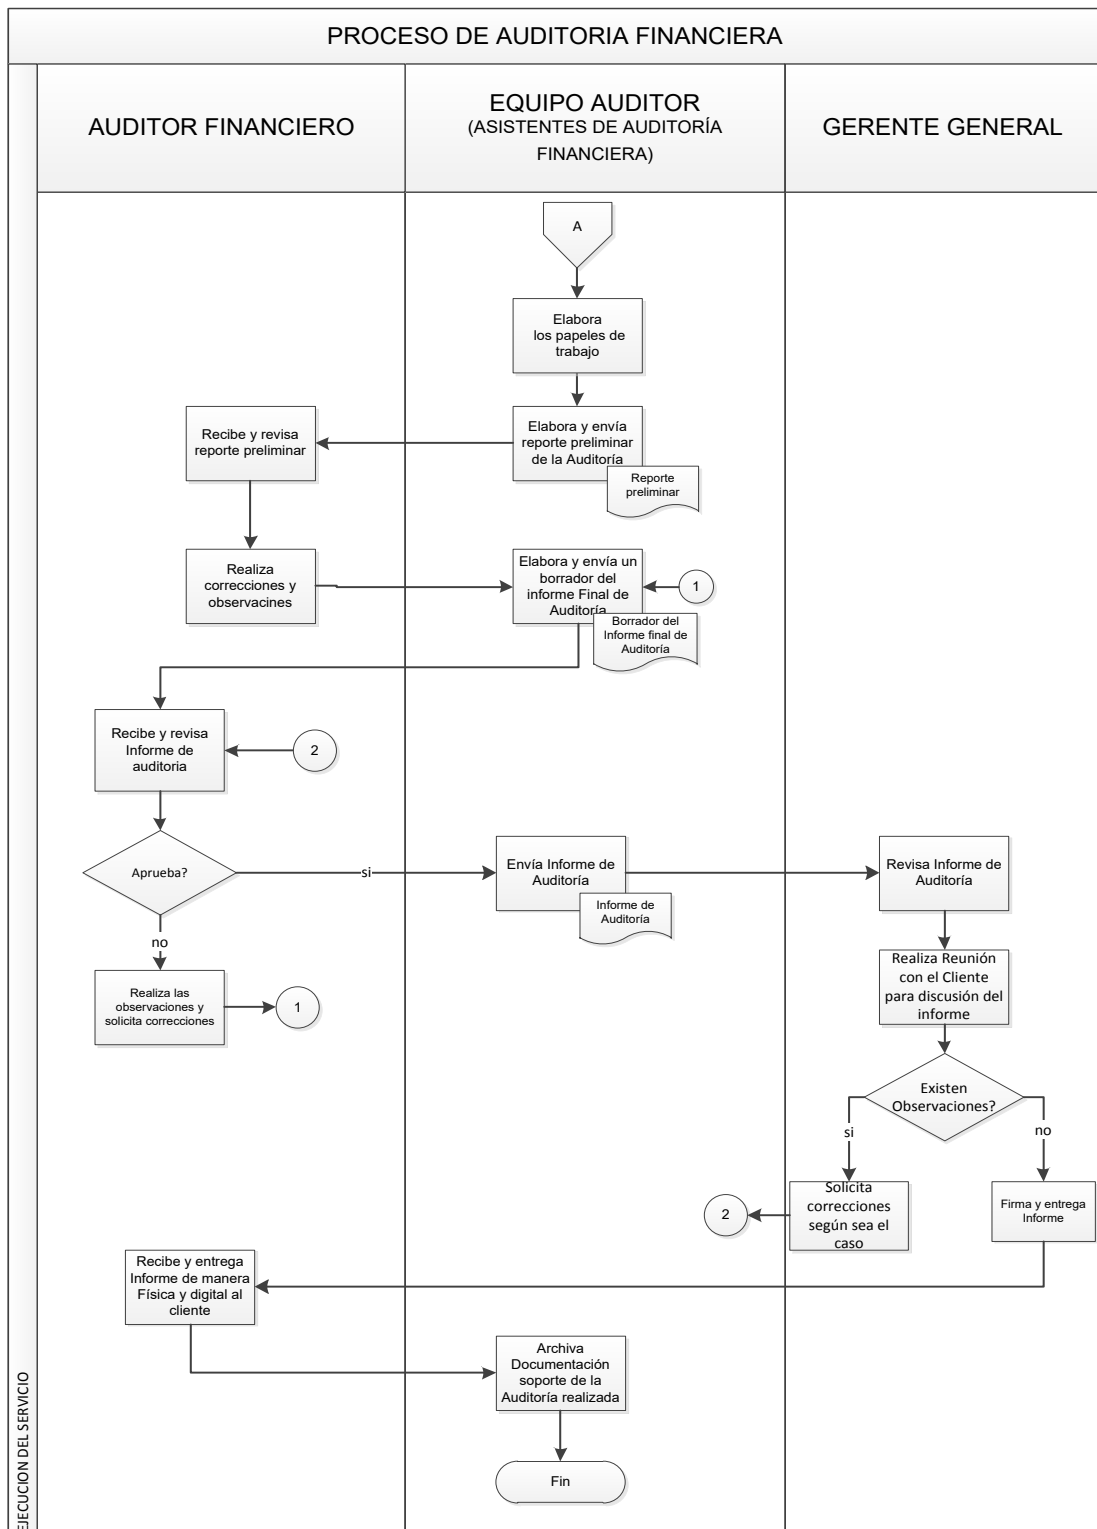 PROCESO DE AUDITORIA FINANCIERA
AUDITOR FINANCIERO
EQUIPO AUDITOR
(ASISTENTES DE AUDITORÍA
FINANCIERA)
GERENTE GENERAL
A
Elabora
los papeles de
trabajo
Recibe y revisa
reporte preliminar
Elabora y envía
reporte preliminar
de la Auditoría
Reporte
preliminar
Realiza
correcciones y
observacines
Elabora y envía un
borrador del
informe Final de
Auditoría
1
Borrador del
Informe final de
Auditoría
Recibe y revisa
Informe de
auditoria
2
Aprueba?
si
Envía Informe de
Auditoría
Informe de
Auditoría
Revisa Informe de
Auditoría
no
Realiza las
observaciones y
solicita correcciones
1
Realiza Reunión
con el Cliente
para discusión del
informe
Existen
Observaciones?
si
no
2
Solicita
correcciones
según sea el
caso
Firma y entrega
Informe
Recibe y entrega
Informe de manera
Física y digital al
cliente
Archiva
Documentación
soporte de la
Auditoría realizada
Fin
EJECUCION DEL SERVICIO